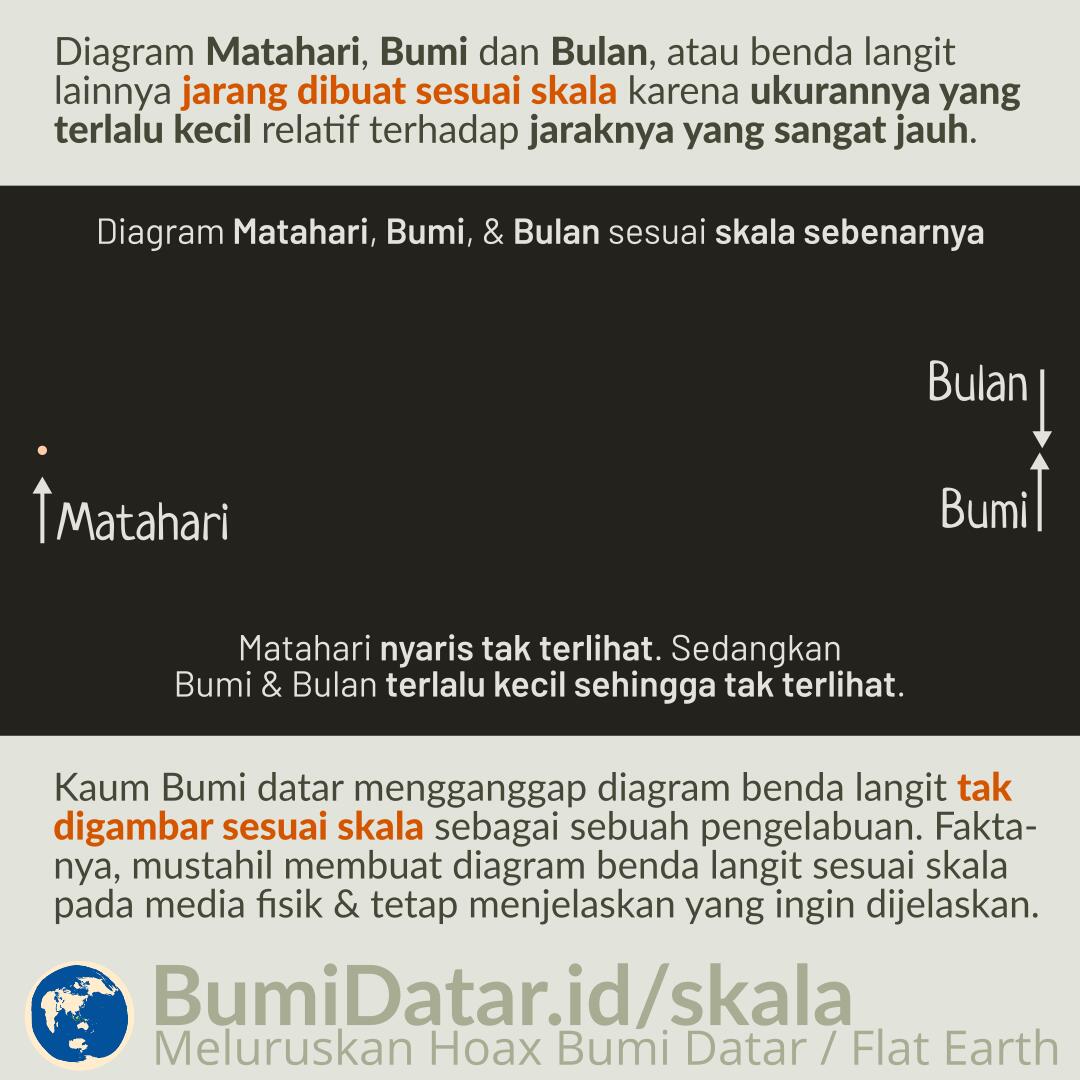 Diagram Matahari, Bumi dan Bulan, atau benda langit
lainnya jarang dibuat sesuai skala karena ukurannya yang
terlalu kecil relatif terhadap jaraknya yang sangat jauh.
Diagram Matahari, Bumi, & Bulan sesuai skala sebenarnya
Bulan
Matahari
Bumi
Matahari nyaris tak terlihat. Sedangkan
Bumi & Bulan terlalu kecil sehingga tak terlihat.
Kaum Bumi datar mengganggap diagram benda langit tak
digambar sesuai skala sebagai sebuah pengelabuan. Fakta-
nya, mustahil membuat diagram benda langit sesuai skala
pada media fisik & tetap menjelaskan yang ingin dijelaskan.
BumiDatar.id/skala
Meluruskan Hoax Bumi Datar / Flat Earth